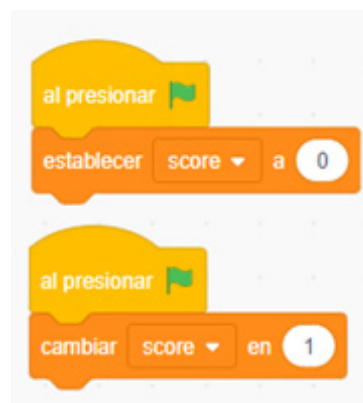 al presionar
establecer score a 0
al presionar
cambiar score en 1